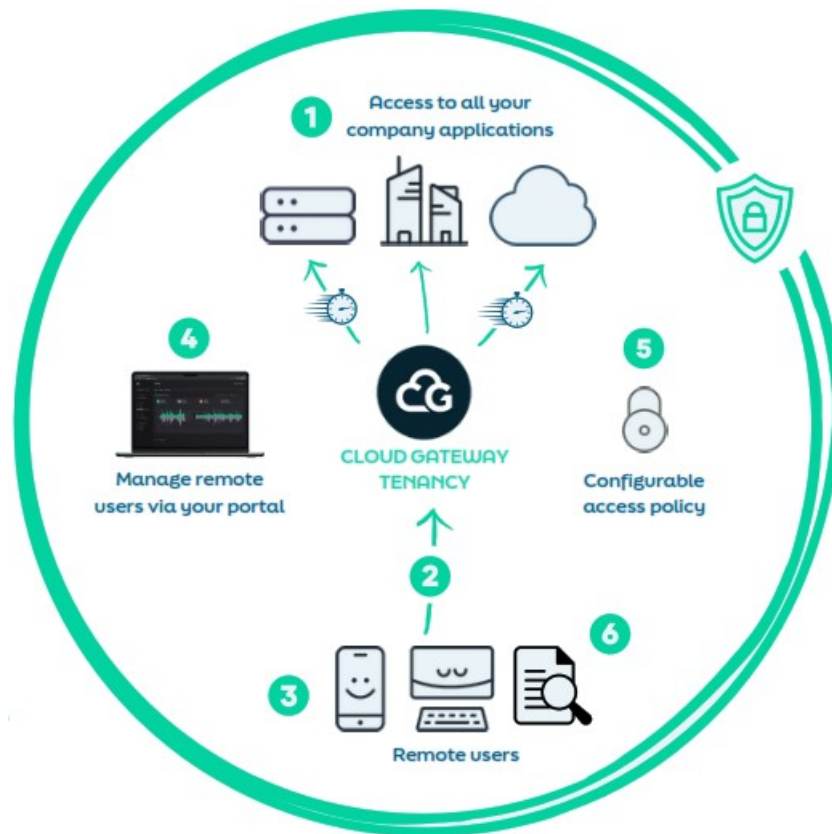 1
Access to all your
company applications
4
5
G
CLOUD GATEWAY
TENANCY
Manage remote
users via your portal
Configurable
access policy
2
6
3
Remote users